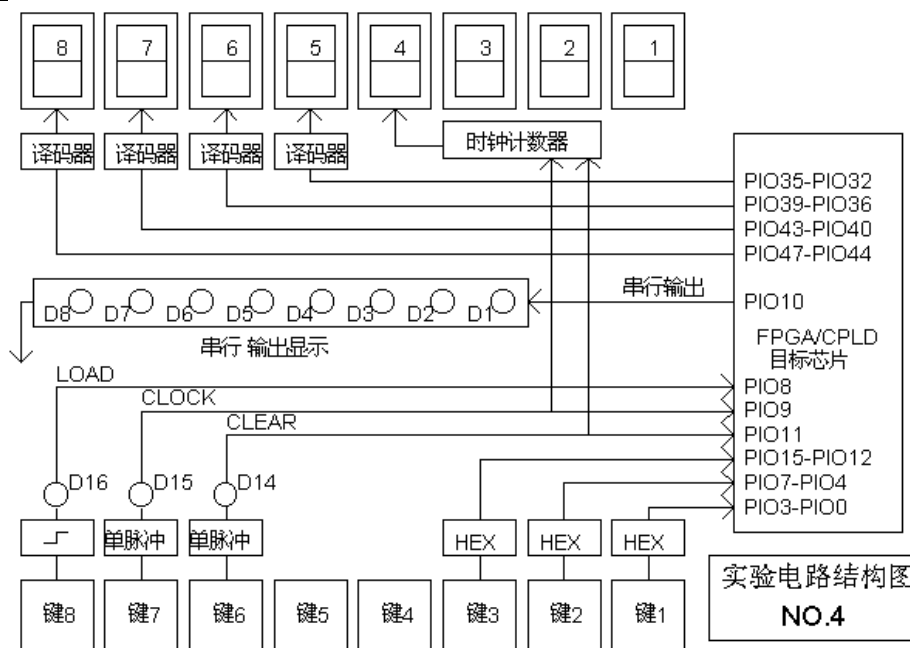 8 7 6 5 4 3 2 1
译码器 译码器 译码器 译码器 时钟计数器
PIO35-PIO32
PIO39-PIO36
PIO43-PIO40
PIO47-PIO44
串行输出
PIO10
D8 D7 D6 D5 D4 D3 D2 D1
串行 输出显示
FPGA/CPLD
目标芯片
LOAD
PIO8
CLOCK
PIO9
CLEAR
PIO11
PIO15-PIO12
D16 D15 D14
PIO7-PIO4
PIO3-PIO0
单脉冲 单脉冲 HEX HEX HEX
实验电路结构图
NO.4
键8 键7 键6 键5 键4 键3 键2 键1